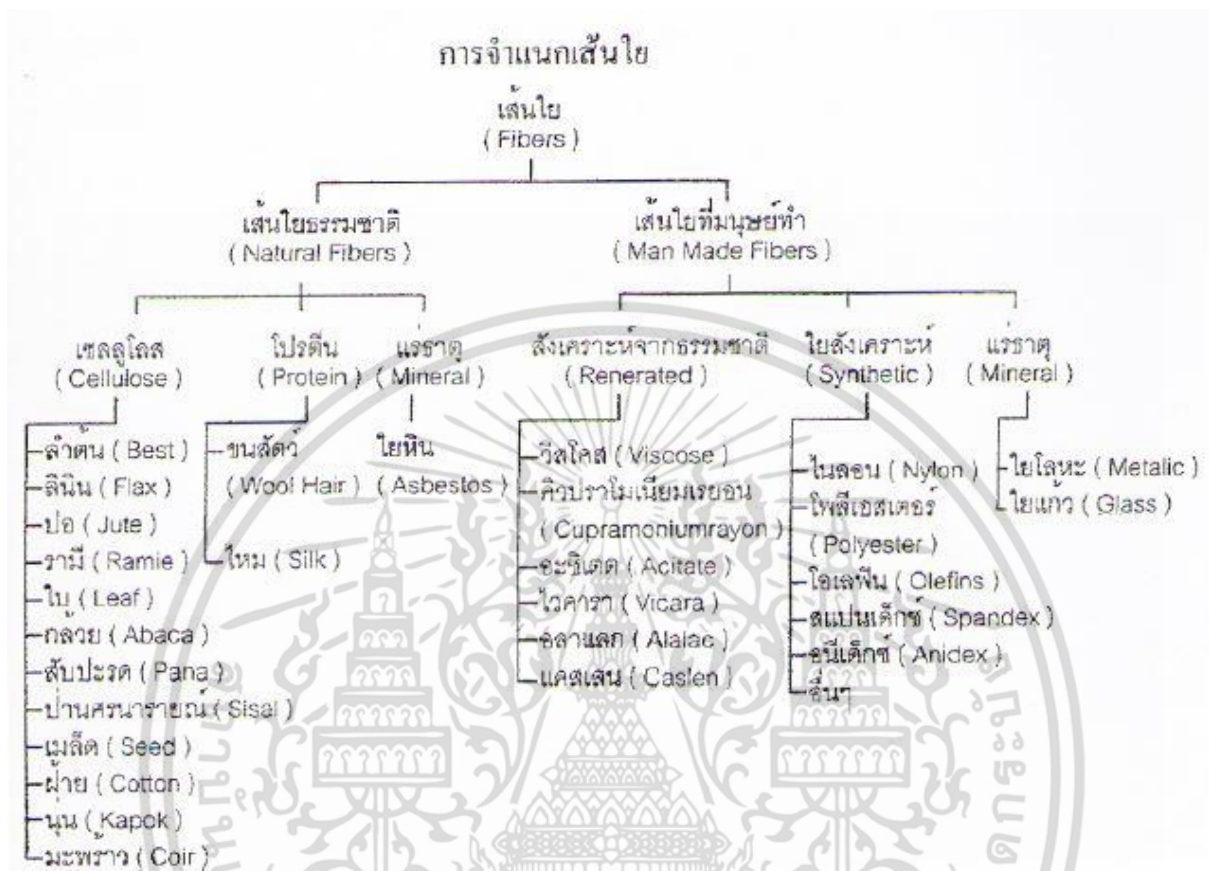 การจำแนกเส้นใย
เส้นใย
( Fibers )
เส้นใยธรรมชาติ
( Natural Fibers )
เส้นใยที่มนุษย์ทำ
( Man Made Fibers )
เซลลูโลส
( Cellulose )
โปรตีน
( Protein )
แร่ธาตุ
( Mineral )
สังเคราะห์จากธรรมชาติ
( Renerated )
ใยสังเคราะห์
( Synthetic )
แร่ธาตุ
( Mineral )
ลำต้น ( Best )
ลินิน ( Flax )
ปอ ( Jute )
รามี ( Ramie )
ใบ ( Leaf )
กล้วย ( Abaca )
สับปะรด ( Pana )
ป่านศรนารายณ์ ( Sisal )
เมล็ด ( Seed )
ฝ้าย ( Cotton )
นุ่น ( Kapok )
มะพร้าว ( Coir )
ขนสัตว์
( Wool Hair )
ไหม ( Silk )
ใยหิน
( Asbestos )
วีสโคส ( Viscose )
คิวปราโมเนียมเรยอน
( Cupramoniumrayon )
อะซิเตต ( Acitate )
ไวคารา ( Vicara )
อลาแลก ( Alalac )
แคสเลน ( Caslen )
ไนลอน ( Nylon )
โพลีเอสเตอร์
( Polyester )
โอเลฟิน ( Olefins )
สแปนเด็กซ์ ( Spandex )
อนีเด็กซ์ ( Anidex )
อื่นๆ
ใยโลหะ ( Metalic )
ใยแก้ว ( Glass )